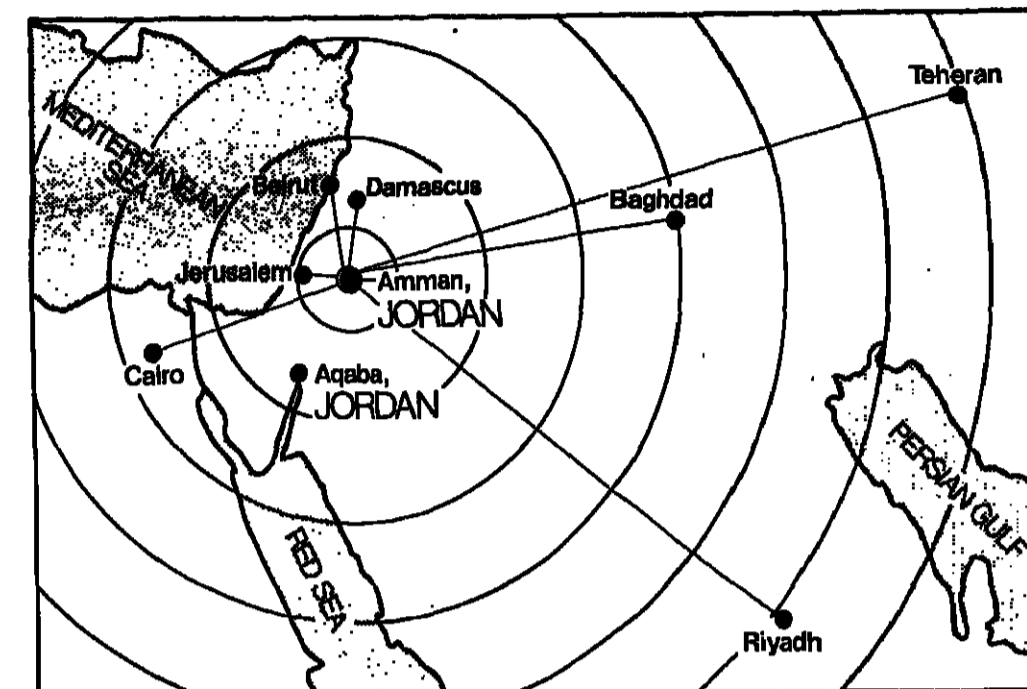 Teheran
MEDITERRANEAN
SEA
Beirut
Damascus
Baghdad
Jerusalem
Amman,
JORDAN
Cairo
Aqaba,
JORDAN
PERSIAN GULF
RED SEA
Riyadh